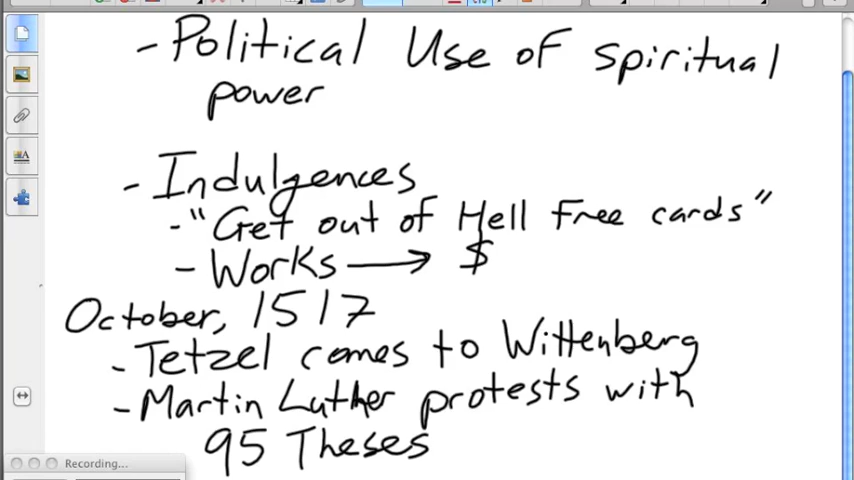 - Political Use of spiritual
power
- Indulgences
- "Get out of Hell Free cards"
- Works → $
October, 1517
- Tetzel comes to Wittenberg
- Martin Luther protests with
95 Theses
Recording...